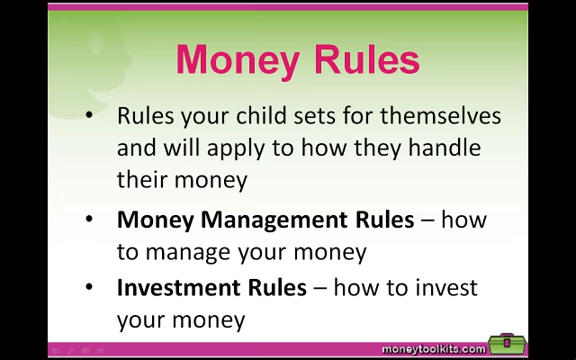 Money Rules
• Rules your child sets for themselves
and will apply to how they handle
their money
• Money Management Rules – how
to manage your money
• Investment Rules – how to invest
your money
moneytoolkits.com